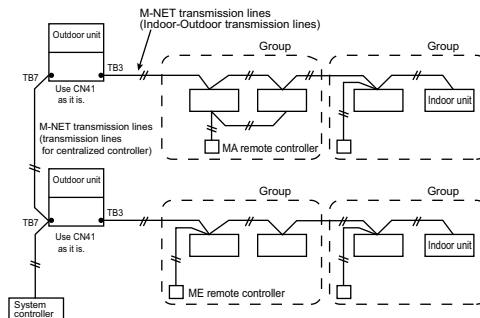 M-NET transmission lines
(Indoor-Outdoor transmission lines)
Outdoor unit
Group
Group
TB7
TB3
Use CN41
as it is.
Indoor unit
MA remote controller
M-NET transmission lines
(transmission lines
for centralized controller)
Outdoor unit
Group
Group
TB7
TB3
Use CN41
as it is.
Indoor unit
ME remote controller
System
controller